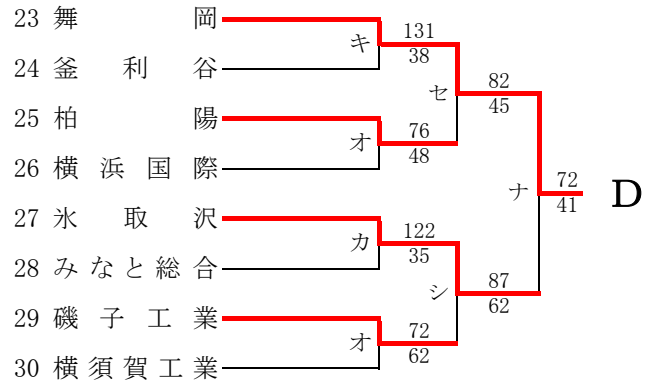 23 舞岡
キ 131
38
24 釜利谷
セ 82
45
25 柏陽
オ 76
48
26 横浜国際
ナ 72
41
D
27 氷取沢
カ 122
35
28 みなと総合
シ 87
62
29 磯子工業
オ 72
62
30 横須賀工業